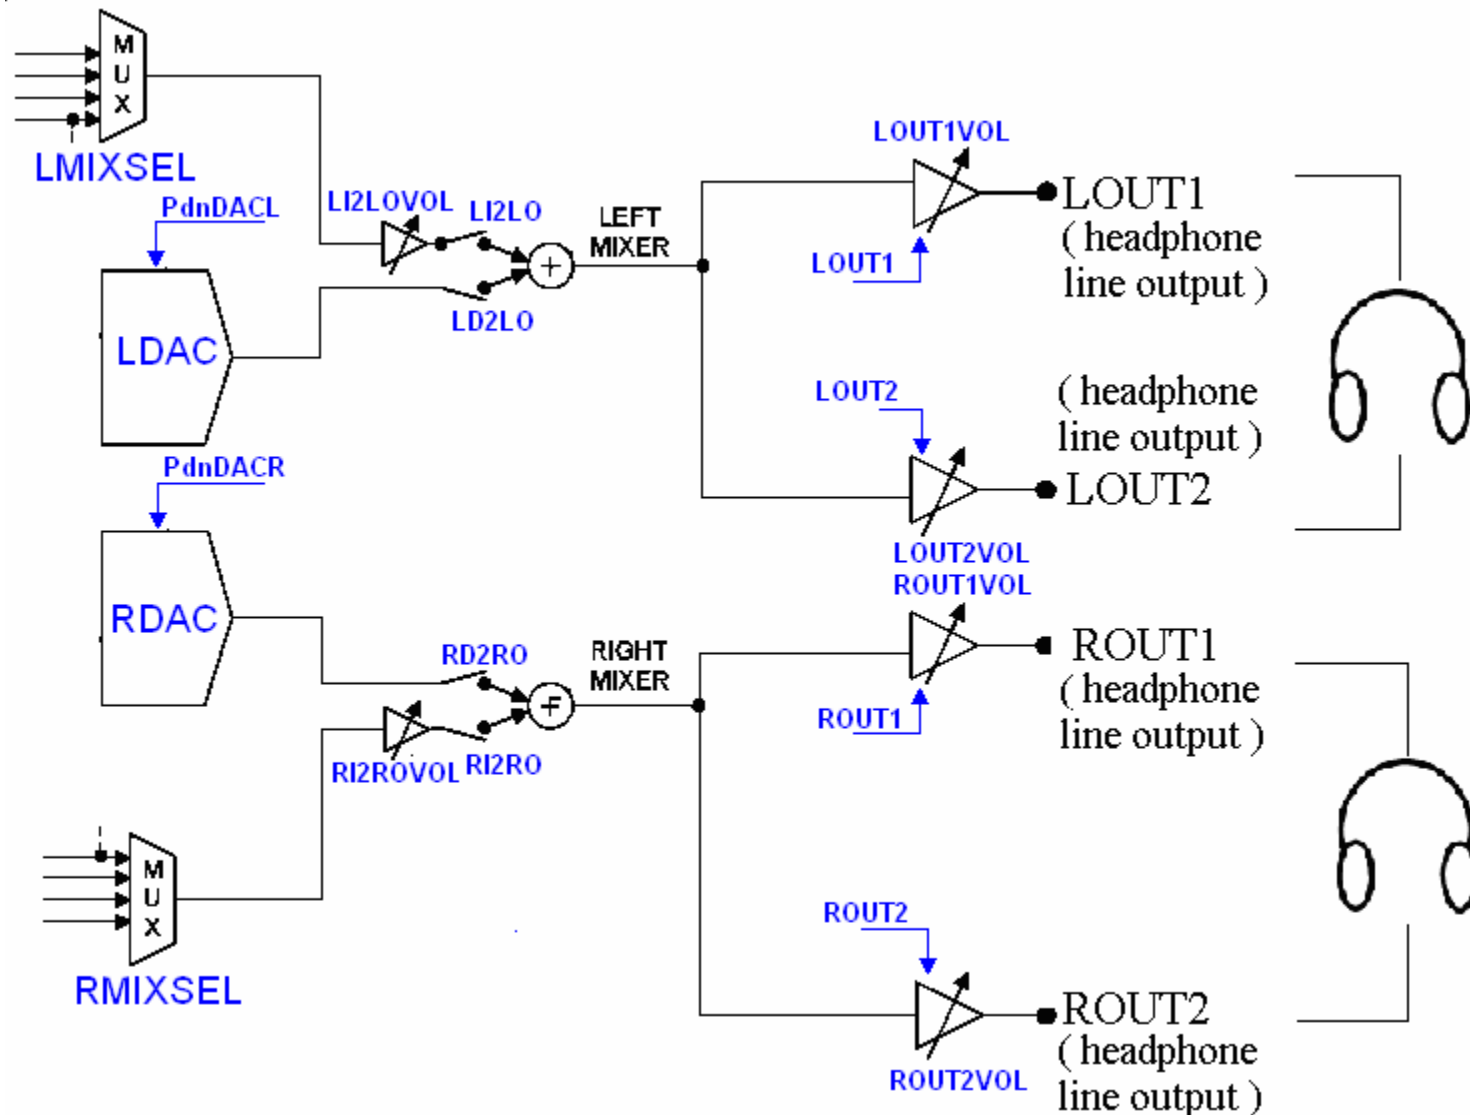 M
U
X
LMIXSEL
PdnDACL
LI2LOVOL
LI2LO
LEFT
MIXER
LD2LO
LDAC
LOUT1VOL
LOUT1
LOUT1
( headphone
line output )
LOUT2
( headphone
line output )
LOUT2
LOUT2VOL
PdnDACR
RDAC
RD2RO
RIGHT
MIXER
RI2ROVOL
RI2RO
ROUT1VOL
ROUT1
ROUT1
( headphone
line output )
M
U
X
RMIXSEL
ROUT2
ROUT2
( headphone
line output )
ROUT2VOL